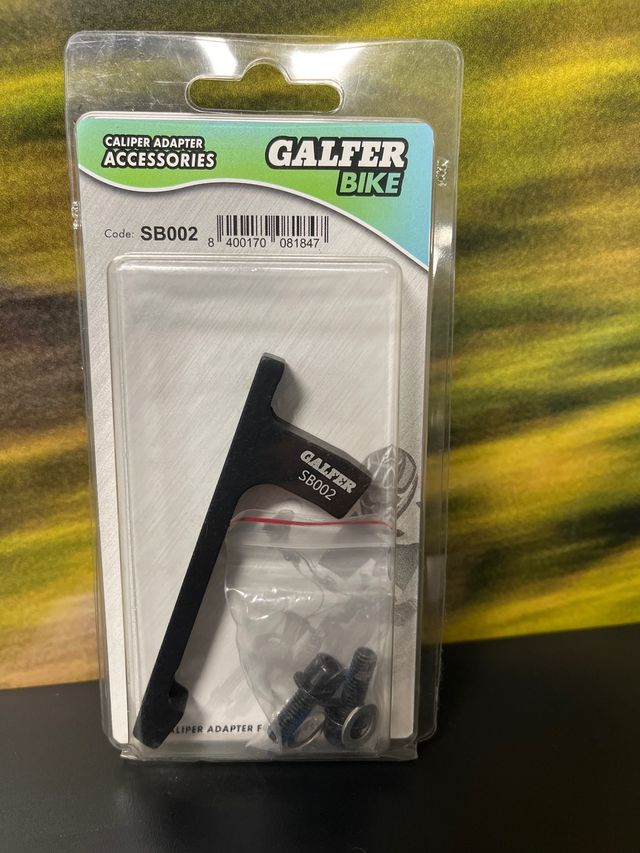 CALIPER ADAPTER
ACCESSORIES
GALFER
BIKE
Code: SB002
8 400170 081847
GALFER
SB002
ALIPER ADAPTER F